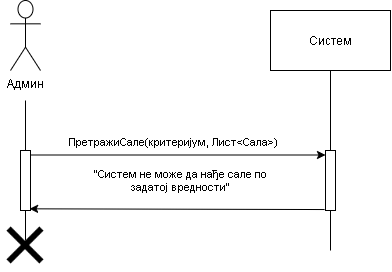 Систем
Админ
ПретражиСале(критеријум, Лист<Сала>)
"Систем не може да нађе сале по
задатој вредности"